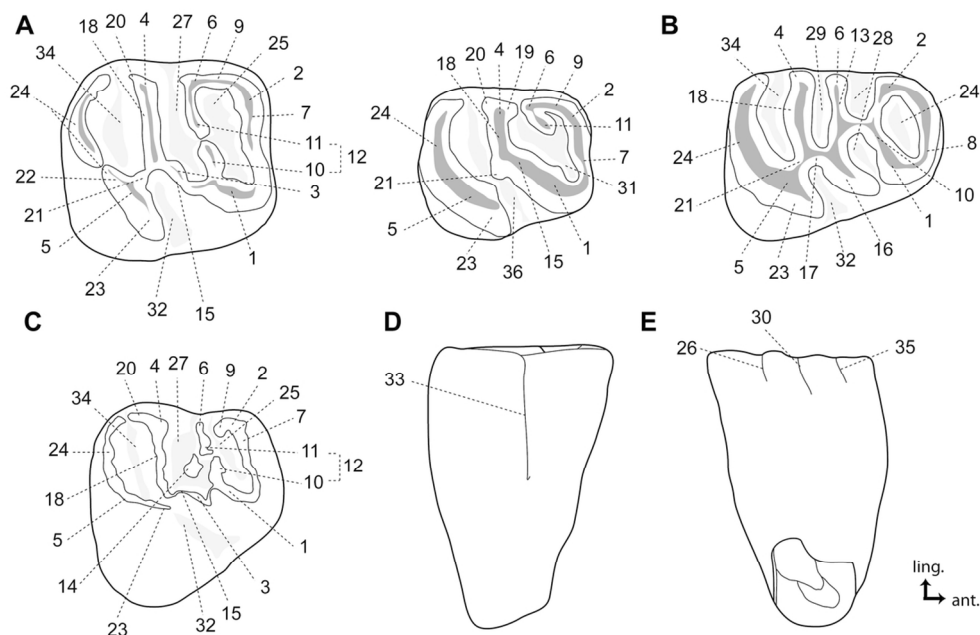 A
20 4 27 6 9
18 25
34 2
24 7
11
10 12
22 3
21
5 1
23
32 15
4 19
20 6
18 9
24 2
11
7
21 31
5 1
23 36 15
B
4 29 6 13 28
34 2
18 24
24 8
21 10
5 1
23 17 32 16
C
4 27 6 9
20 2
34 25
7
24 11
10 12
18
5 1
14 3
23 32 15
D
33
E
30
26 35
ling.
ant.